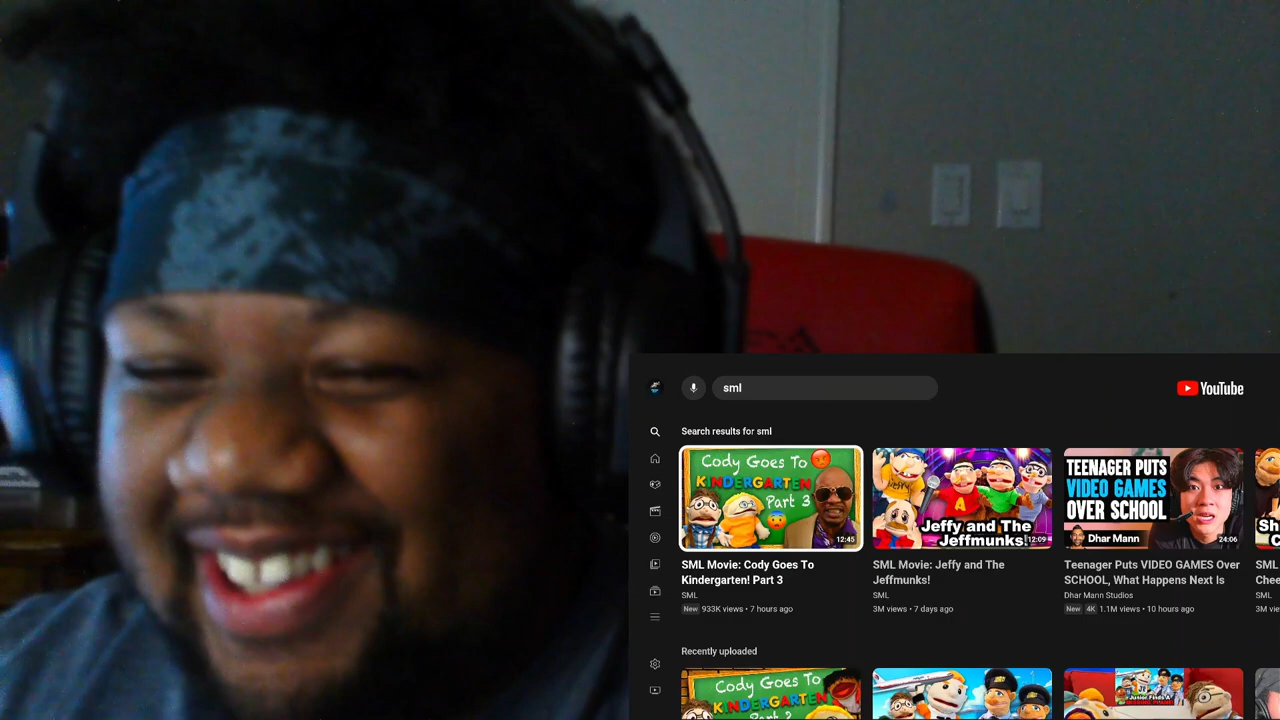 sml
YouTube
Search results for sml
Cody Goes To
KINDERGARTEN
Part 3
12:45
Jeffy and The
Jeffmunks!
12:09
TEENAGER PUTS
VIDEO GAMES
OVER SCHOOL
Dhar Mann
24:06
SML Movie: Cody Goes To
Kindergarten! Part 3
SML
New 933K views • 7 hours ago
SML Movie: Jeffy and The
Jeffmunks!
SML
3M views • 7 days ago
Teenager Puts VIDEO GAMES Over
SCHOOL, What Happens Next Is
Dhar Mann Studios
New 4K 1.1M views • 10 hours ago
SML
SML
Recently uploaded
Cody Goes To
KINDERGARTEN